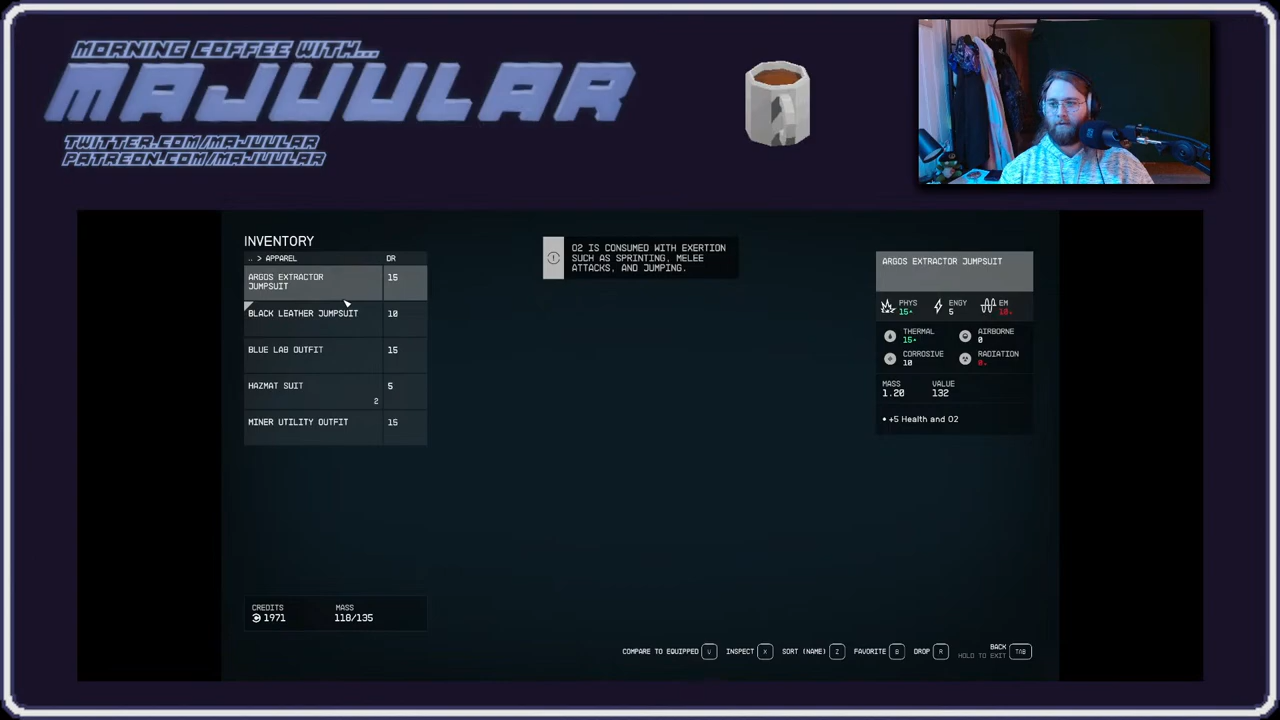 MORNING COFFEE WITH...
MAJUULAR
TWITTER.COM/MAJUULAR
PATREON.COM/MAJUULAR
INVENTORY
.. > APPAREL DR
ARGOS EXTRACTOR JUMPSUIT 15
BLACK LEATHER JUMPSUIT 10
BLUE LAB OUTFIT 15
HAZMAT SUIT 5
2
MINER UTILITY OUTFIT 15
CREDITS MASS
1971 118/135
O2 IS CONSUMED WITH EXERTION
SUCH AS SPRINTING, MELEE
ATTACKS, AND JUMPING.
ARGOS EXTRACTOR JUMPSUIT
PHYS ENGY EM
15 5 10
THERMAL AIRBORNE
15 0
CORROSIVE RADIATION
10 0
MASS VALUE
1.20 132
• +5 Health and O2
COMPARE TO EQUIPPED V INSPECT X SORT (NAME) Z FAVORITE B DROP R BACK TAB
HOLD TO EXIT